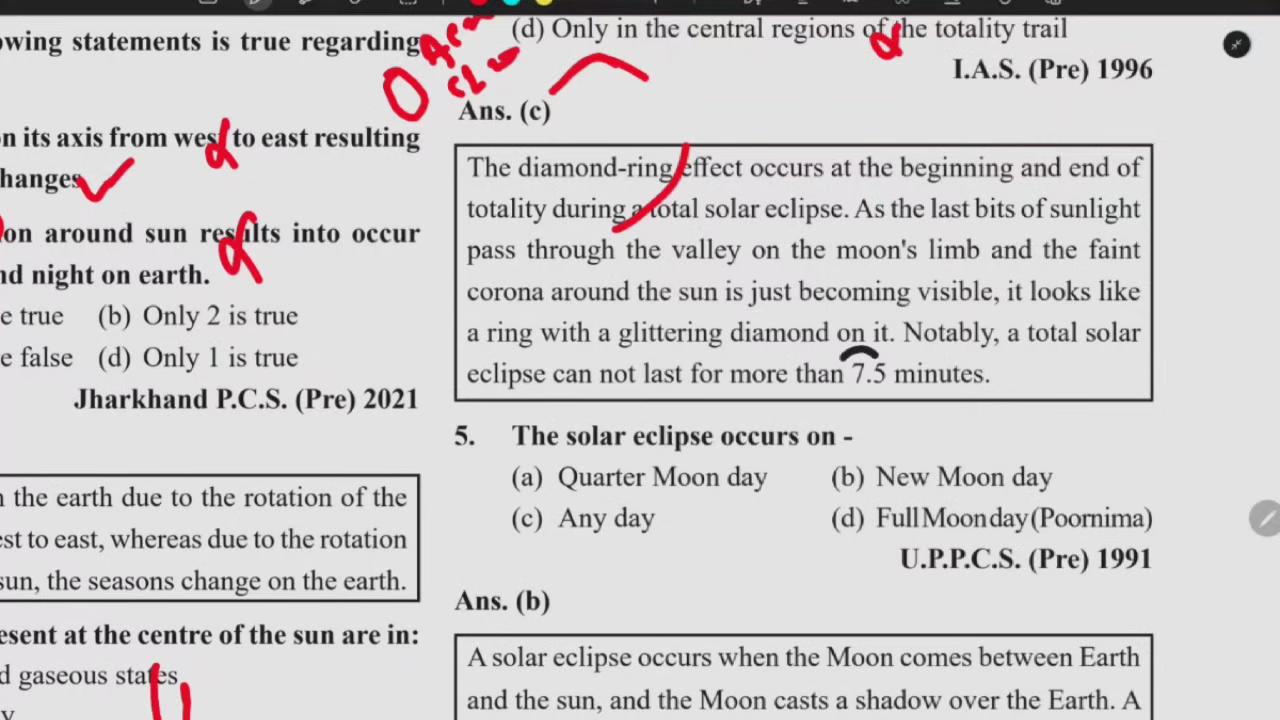 owing statements is true regarding
on its axis from west to east resulting
hanges
on around sun results into occur
nd night on earth.
e true (b) Only 2 is true
e false (d) Only 1 is true
Jharkhand P.C.S. (Pre) 2021
n the earth due to the rotation of the
est to east, whereas due to the rotation
sun, the seasons change on the earth.
esent at the centre of the sun are in:
d gaseous states
(d) Only in the central regions of the totality trail
I.A.S. (Pre) 1996
Ans. (c)
The diamond-ring effect occurs at the beginning and end of
totality during a total solar eclipse. As the last bits of sunlight
pass through the valley on the moon's limb and the faint
corona around the sun is just becoming visible, it looks like
a ring with a glittering diamond on it. Notably, a total solar
eclipse can not last for more than 7.5 minutes.
5. The solar eclipse occurs on -
(a) Quarter Moon day (b) New Moon day
(c) Any day (d) Full Moon day (Poornima)
U.P.P.C.S. (Pre) 1991
Ans. (b)
A solar eclipse occurs when the Moon comes between Earth
and the sun, and the Moon casts a shadow over the Earth. A